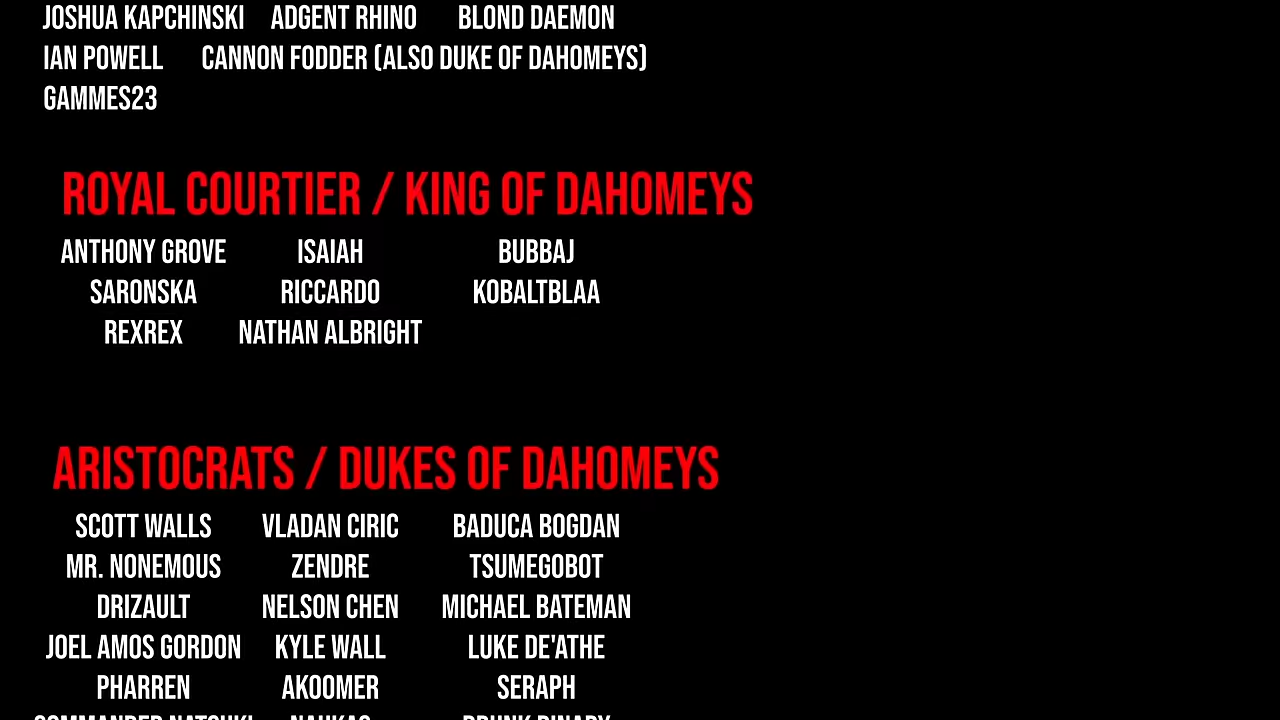 JOSHUA KAPCHINSKI ADGENT RHINO BLOND DAEMON
IAN POWELL CANNON FODDER (ALSO DUKE OF DAHOMEYS)
GAMMES23
ROYAL COURTIER / KING OF DAHOMEYS
ANTHONY GROVE ISAIAH BUBBAJ
SARONSKA RICCARDO KOBALTBLAA
REXREX NATHAN ALBRIGHT
ARISTOCRATS / DUKES OF DAHOMEYS
SCOTT WALLS VLADAN CIRIC BADUCA BOGDAN
MR. NONEMOUS ZENDRE TSUMEGOBOT
DRIZAULT NELSON CHEN MICHAEL BATEMAN
JOEL AMOS GORDON KYLE WALL LUKE DE'ATHE
PHARREN AKOOMER SERAPH
COMMANDER